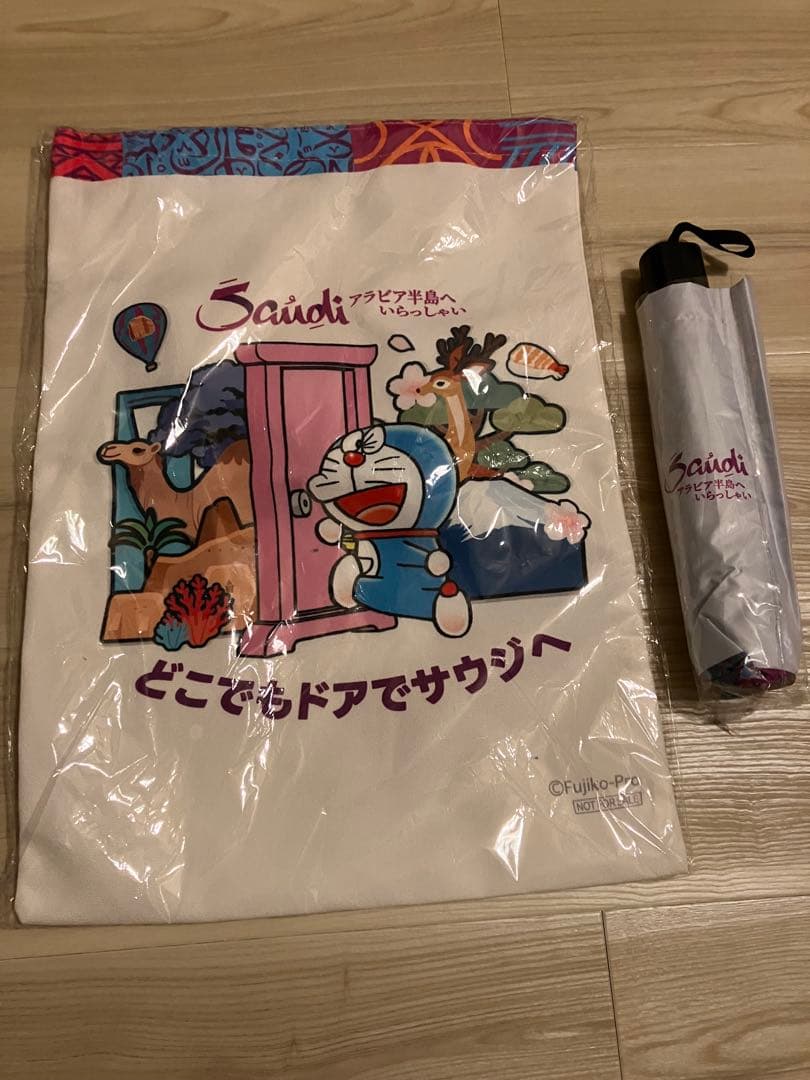 Saudi アラビア半島へ
いらっしゃい
どこでもドアでサウジへ
©Fujiko-Pro
NOT FOR SALE
Saudi
アラビア半島へ
いらっしゃい